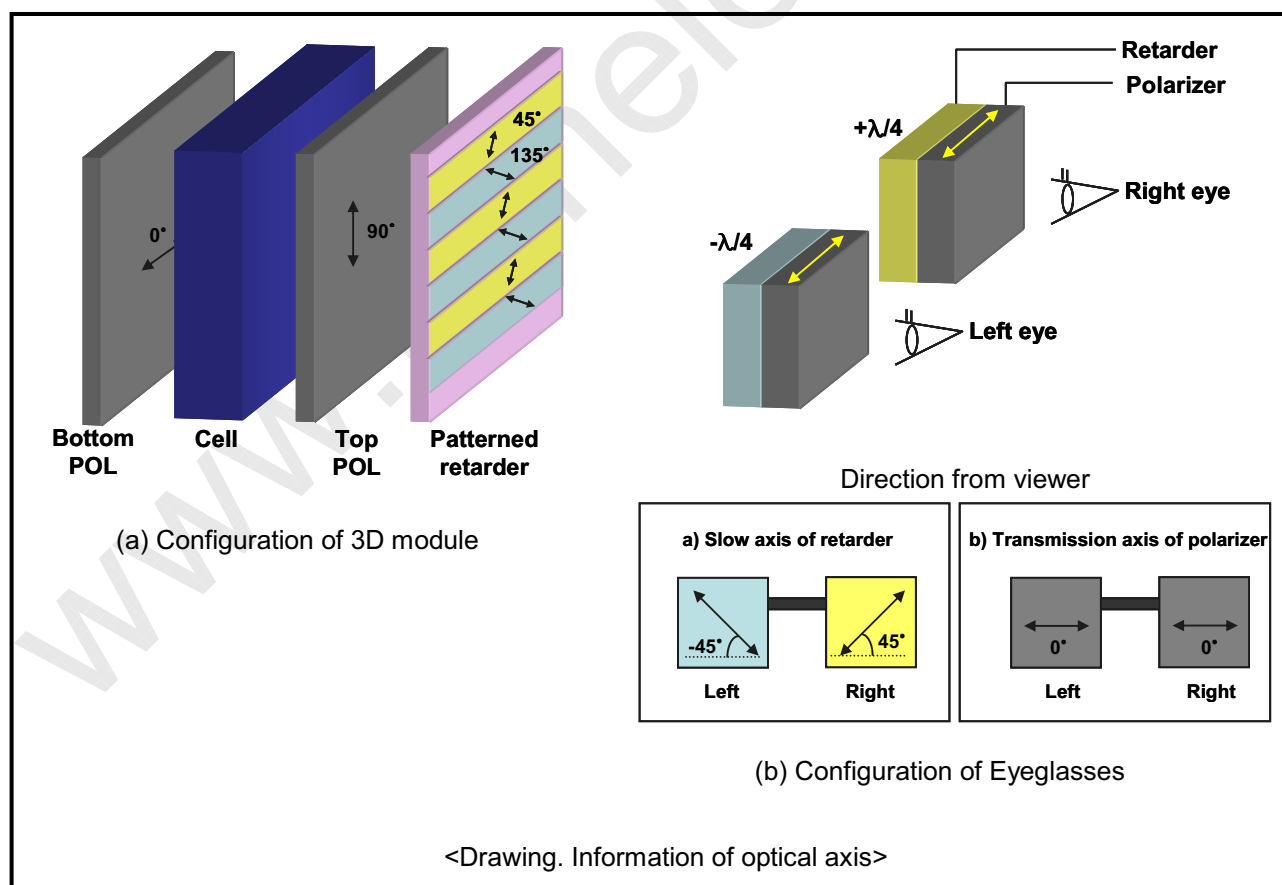 Retarder
Polarizer
45°
+λ/4
135°
Right eye
0°
90°
-λ/4
Left eye
Bottom
POL
Cell
Top
POL
Patterned
retarder
(a) Configuration of 3D module
Direction from viewer
a) Slow axis of retarder
-45°
45°
Left
Right
b) Transmission axis of polarizer
0°
0°
Left
Right
(b) Configuration of Eyeglasses
<Drawing. Information of optical axis>